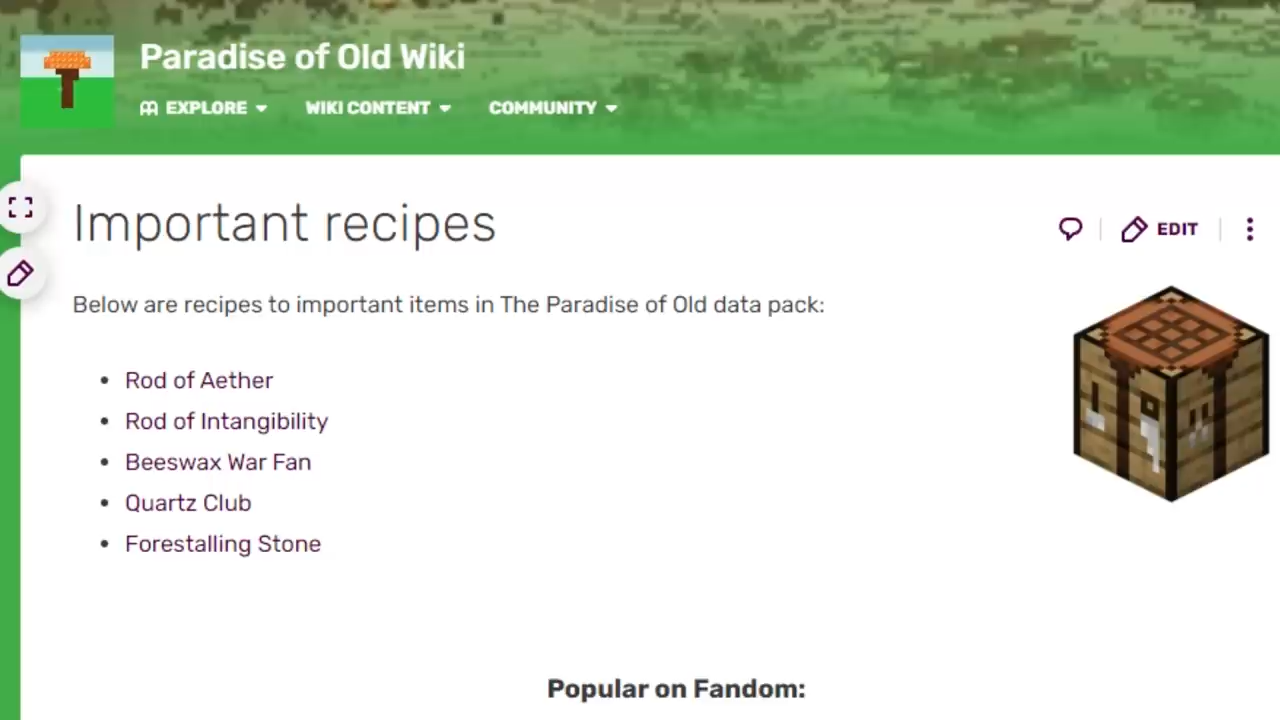 Paradise of Old Wiki
EXPLORE WIKI CONTENT COMMUNITY
Important recipes
EDIT
Below are recipes to important items in The Paradise of Old data pack:
Rod of Aether
Rod of Intangibility
Beeswax War Fan
Quartz Club
Forestalling Stone
Popular on Fandom: